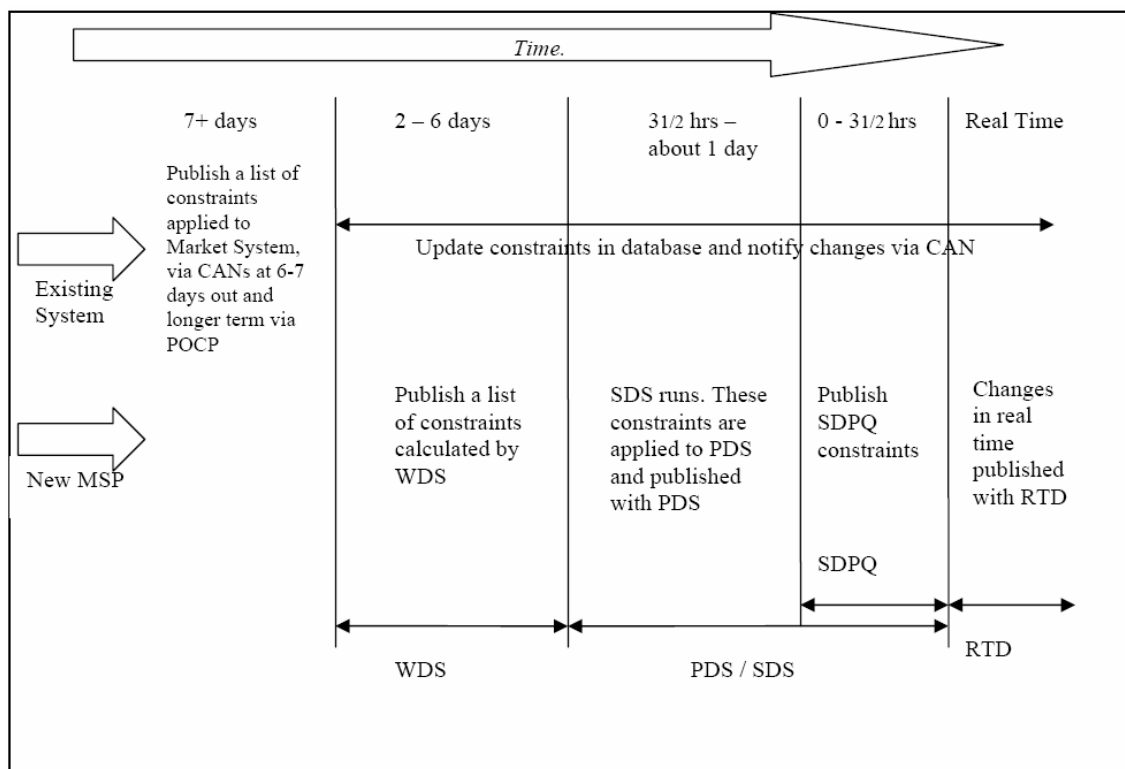 Time.
7+ days
2 – 6 days
31/2 hrs –
about 1 day
0 - 31/2 hrs
Real Time
Publish a list of
constraints
applied to
Market System,
via CANs at 6-7
days out and
longer term via
POCP
Existing
System
Update constraints in database and notify changes via CAN
New MSP
Publish a list
of constraints
calculated by
WDS
SDS runs. These
constraints are
applied to PDS
and published
with PDS
Publish
SDPQ
constraints
Changes
in real
time
published
with RTD
SDPQ
WDS
PDS / SDS
RTD